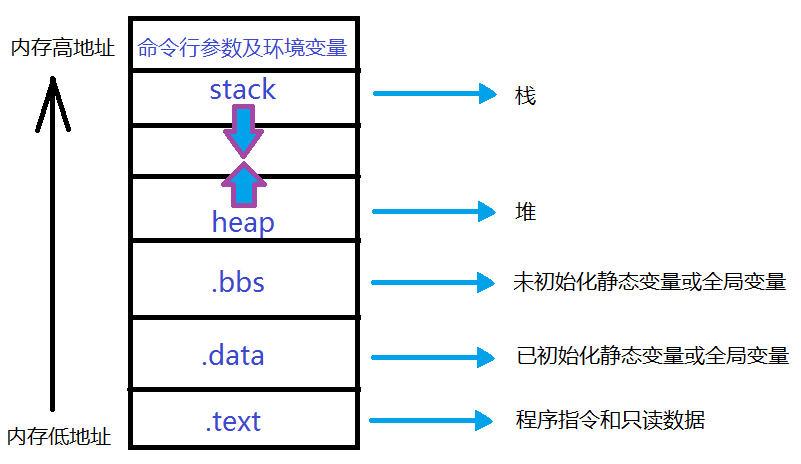 内存高地址
命令行参数及环境变量
stack
栈
heap
堆
.bbs
未初始化静态变量或全局变量
.data
已初始化静态变量或全局变量
.text
程序指令和只读数据
内存低地址